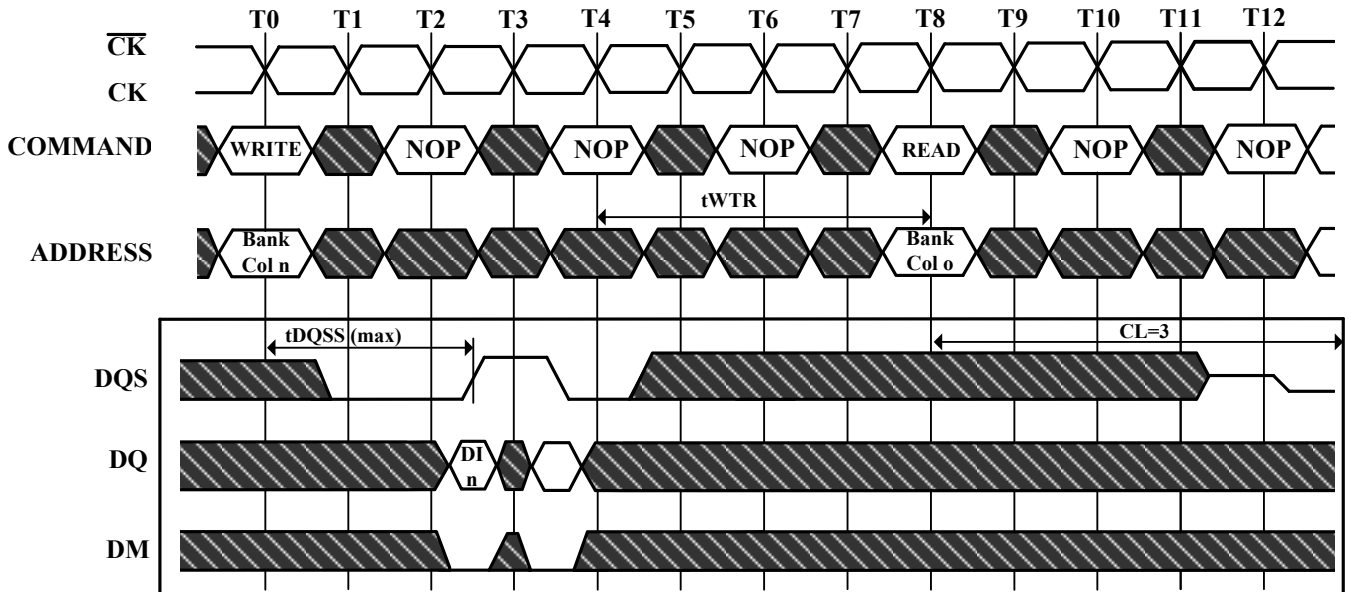 T0 T1 T2 T3 T4 T5 T6 T7 T8 T9 T10 T11 T12
CK
CK
COMMAND WRITE NOP NOP NOP READ NOP NOP
tWTR
ADDRESS Bank Col n Bank Col o
tDQSS (max) CL=3
DQS
DQ DI n
DM